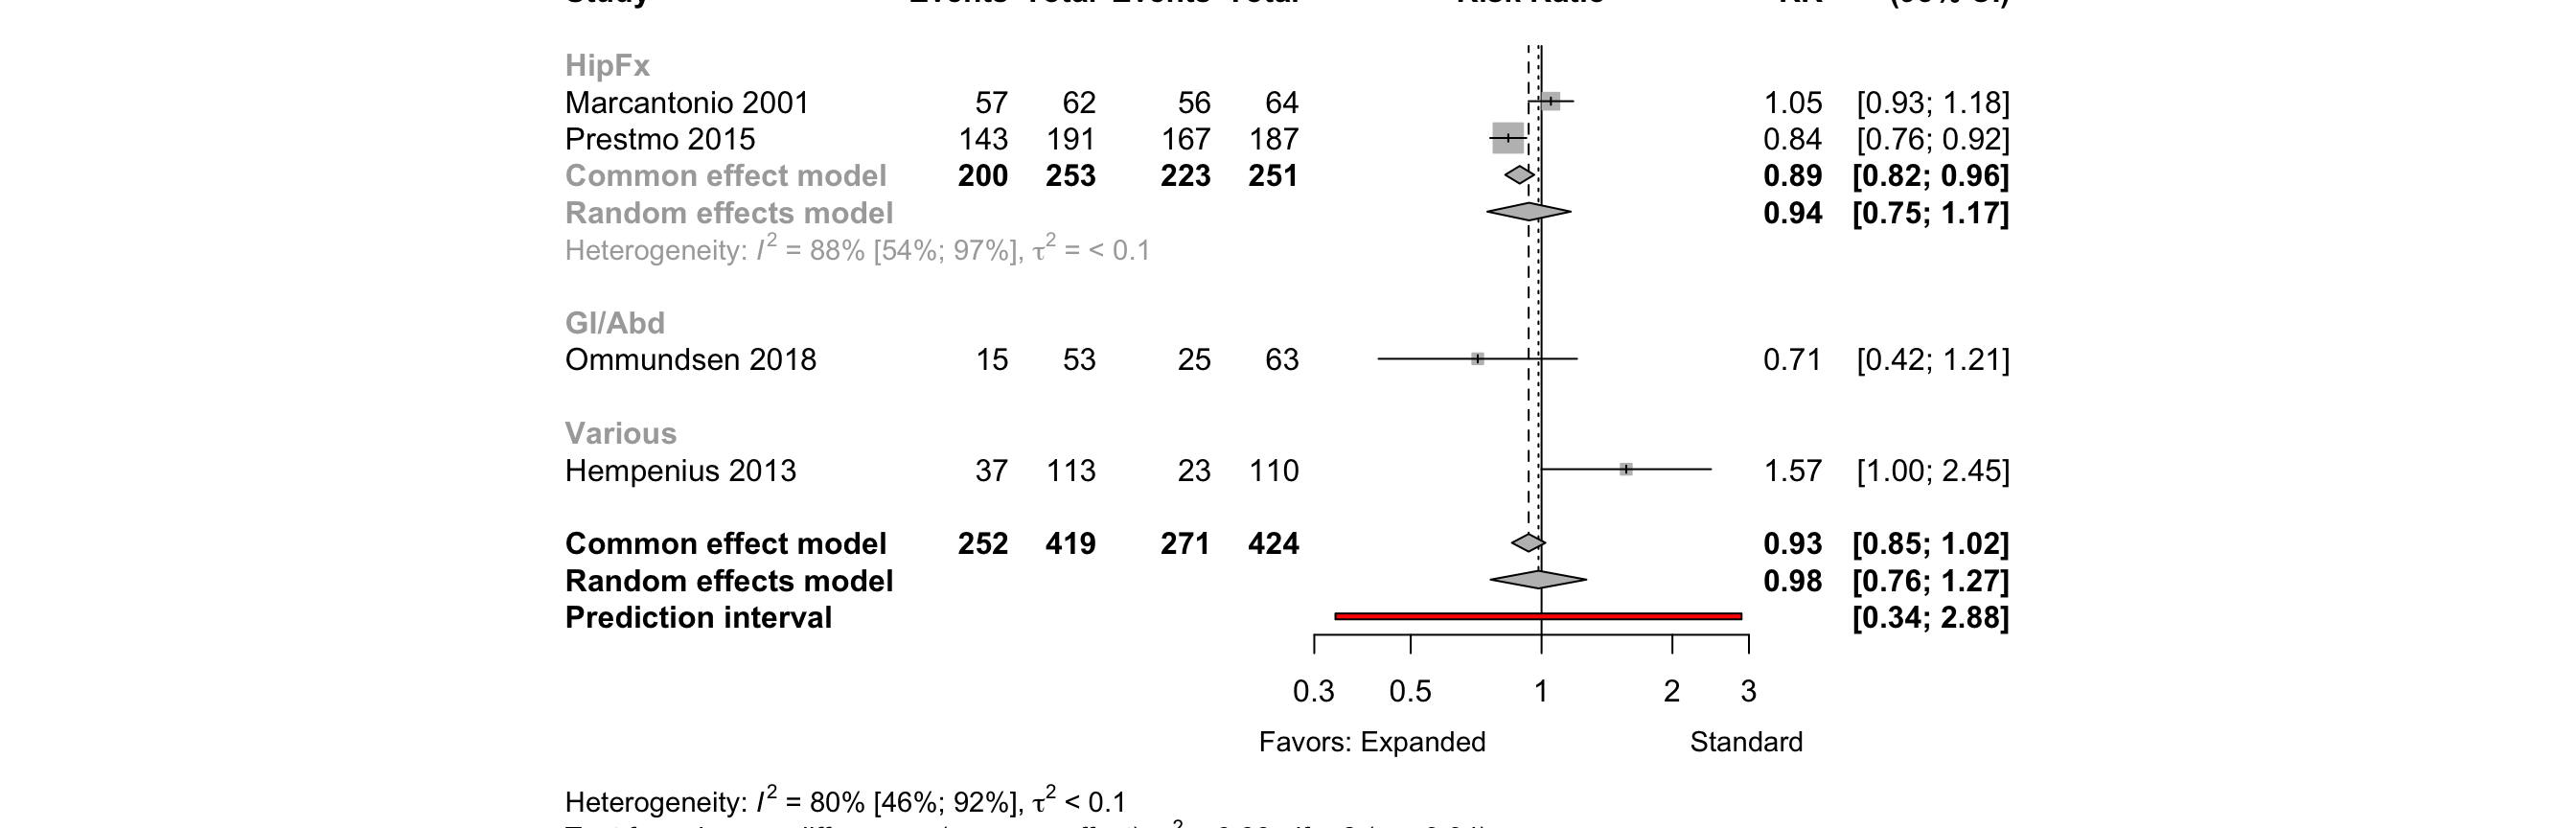 HipFx
Marcantonio 2001 57 62 56 64 1.05 [0.93; 1.18]
Prestmo 2015 143 191 167 187 0.84 [0.76; 0.92]
Common effect model 200 253 223 251 0.89 [0.82; 0.96]
Random effects model 0.94 [0.75; 1.17]
Heterogeneity: I² = 88% [54%; 97%], τ² = < 0.1
GI/Abd
Ommundsen 2018 15 53 25 63 0.71 [0.42; 1.21]
Various
Hempenius 2013 37 113 23 110 1.57 [1.00; 2.45]
Common effect model 252 419 271 424 0.93 [0.85; 1.02]
Random effects model 0.98 [0.76; 1.27]
Prediction interval [0.34; 2.88]
0.3 0.5 1 2 3
Favors: Expanded Standard
Heterogeneity: I² = 80% [46%; 92%], τ² < 0.1